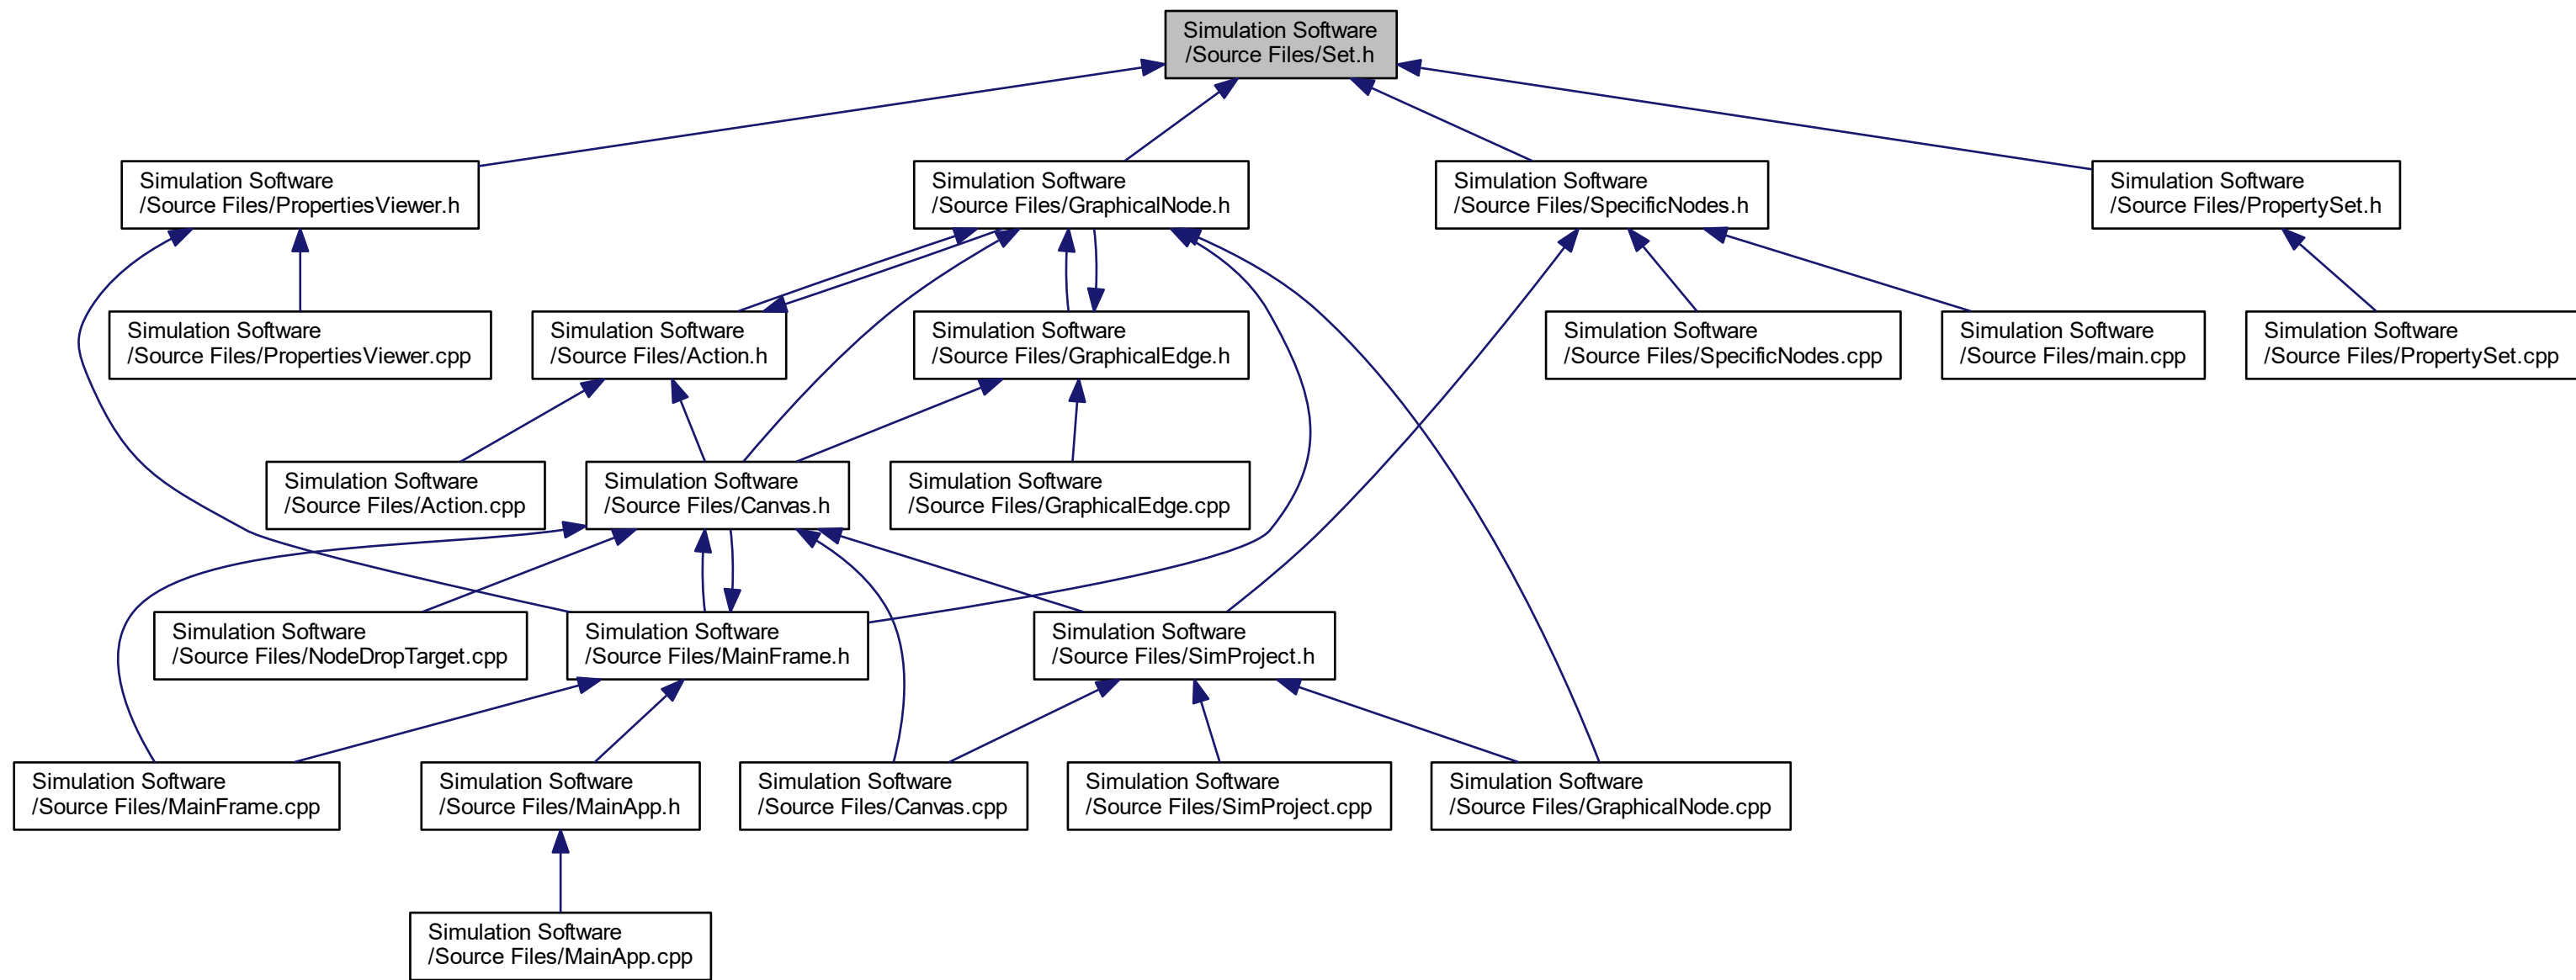 Simulation Software
/Source Files/Set.h
Simulation Software
/Source Files/PropertiesViewer.h
Simulation Software
/Source Files/GraphicalNode.h
Simulation Software
/Source Files/SpecificNodes.h
Simulation Software
/Source Files/PropertySet.h
Simulation Software
/Source Files/PropertiesViewer.cpp
Simulation Software
/Source Files/Action.h
Simulation Software
/Source Files/GraphicalEdge.h
Simulation Software
/Source Files/SpecificNodes.cpp
Simulation Software
/Source Files/main.cpp
Simulation Software
/Source Files/PropertySet.cpp
Simulation Software
/Source Files/Action.cpp
Simulation Software
/Source Files/Canvas.h
Simulation Software
/Source Files/GraphicalEdge.cpp
Simulation Software
/Source Files/NodeDropTarget.cpp
Simulation Software
/Source Files/MainFrame.h
Simulation Software
/Source Files/SimProject.h
Simulation Software
/Source Files/MainFrame.cpp
Simulation Software
/Source Files/MainApp.h
Simulation Software
/Source Files/Canvas.cpp
Simulation Software
/Source Files/SimProject.cpp
Simulation Software
/Source Files/GraphicalNode.cpp
Simulation Software
/Source Files/MainApp.cpp